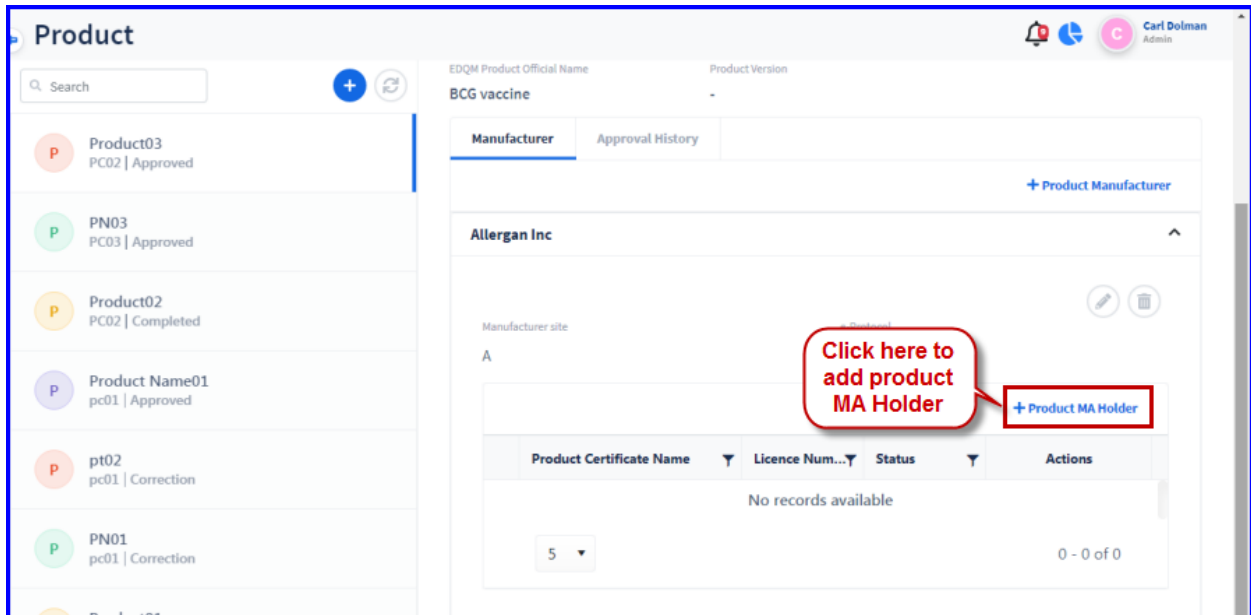 Product
Carl Dolman
Admin
C
Search
+
P
Product03
PC02 | Approved
P
PN03
PC03 | Approved
P
Product02
PC02 | Completed
P
Product Name01
pc01 | Approved
P
pt02
pc01 | Correction
P
PN01
pc01 | Correction
EDQM Product Official Name
Product Version
BCG vaccine
-
Manufacturer
Approval History
+ Product Manufacturer
Allergan Inc
Manufacturer site
A
Click here to
add product
MA Holder
+ Product MA Holder
Product Certificate Name
Licence Num...
Status
Actions
No records available
5
0 - 0 of 0